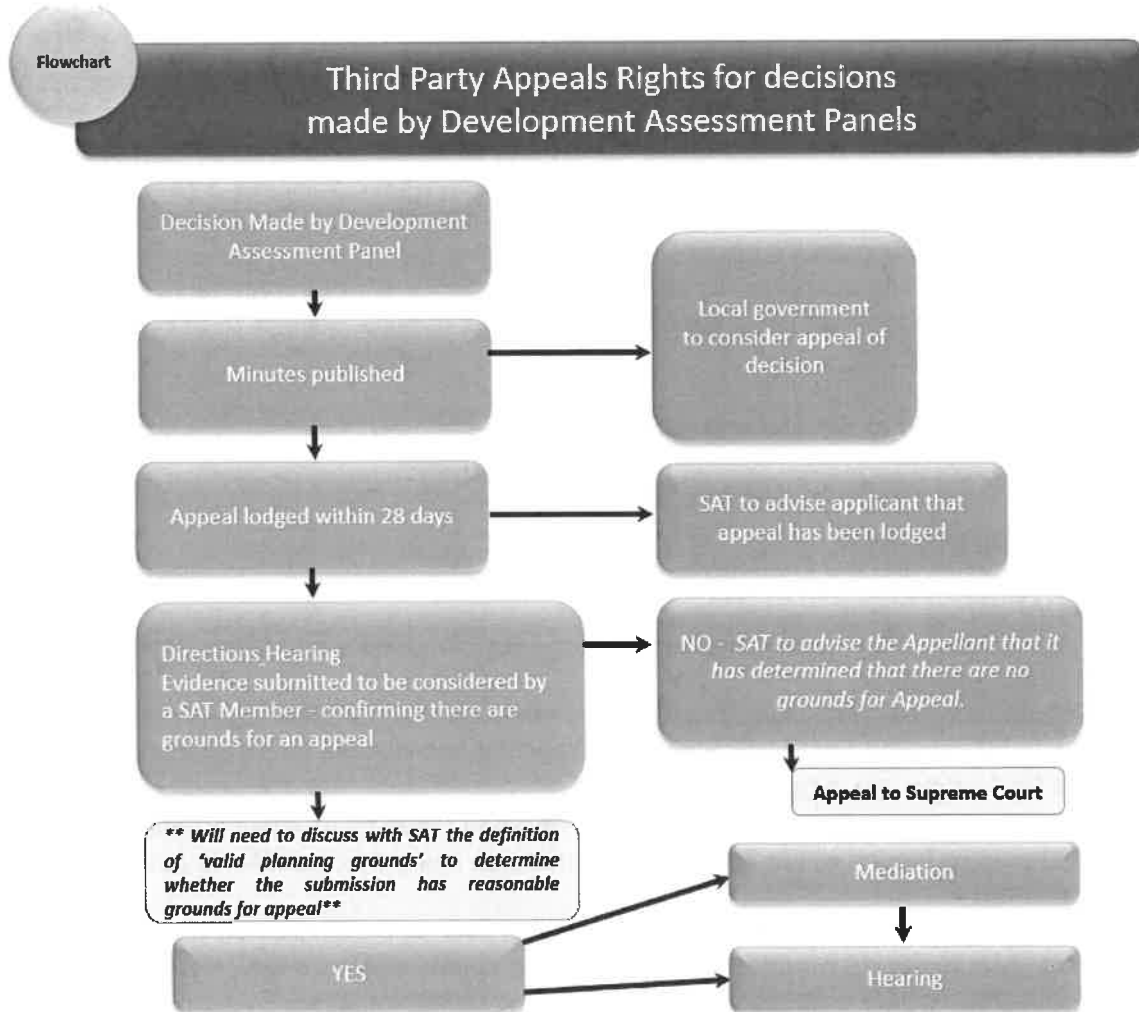 Flowchart
Third Party Appeals Rights for decisions
made by Development Assessment Panels
Decision Made by Development
Assessment Panel
Local government
to consider appeal of
decision
Minutes published
Appeal lodged within 28 days
SAT to advise applicant that
appeal has been lodged
Directions Hearing
Evidence submitted to be considered by
a SAT Member - confirming there are
grounds for an appeal
NO - SAT to advise the Appellant that it
has determined that there are no
grounds for Appeal.
Appeal to Supreme Court
** Will need to discuss with SAT the definition
of 'valid planning grounds' to determine
whether the submission has reasonable
grounds for appeal**
Mediation
YES
Hearing